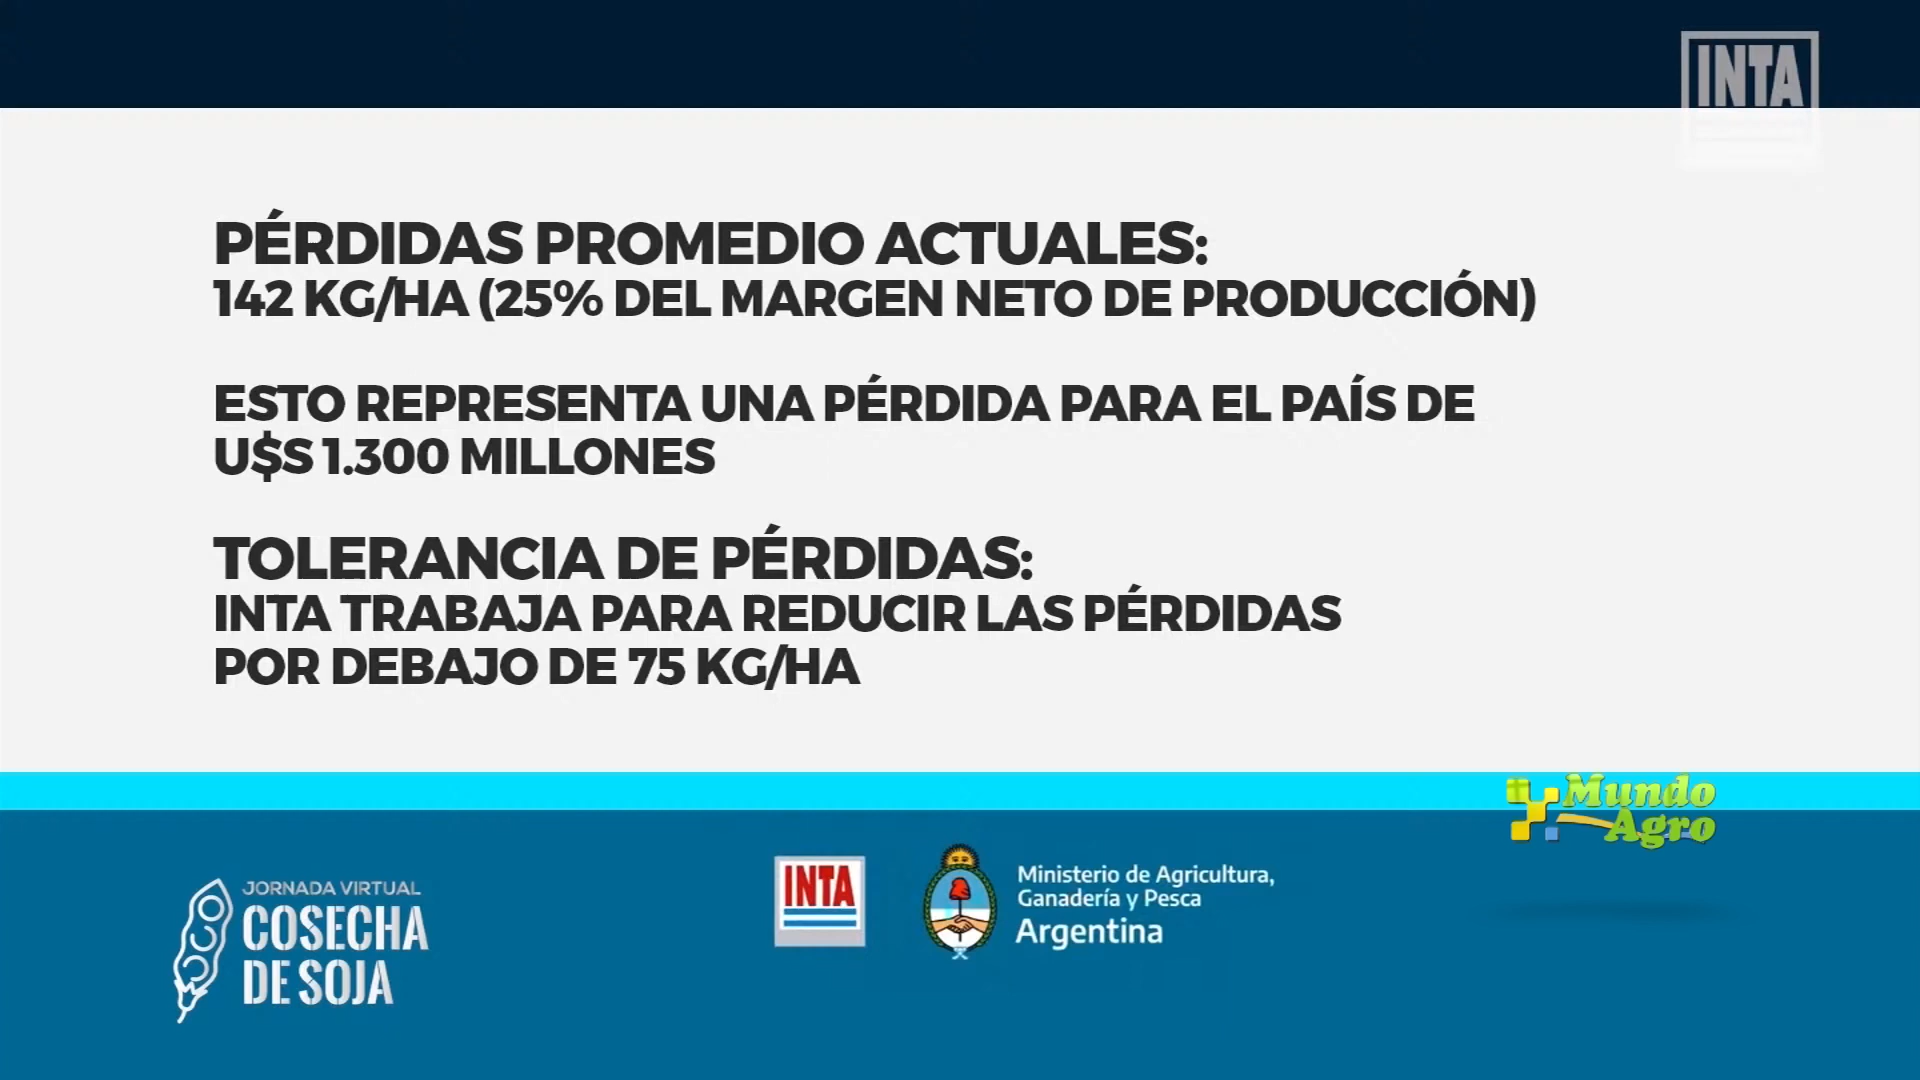 INTA
PÉRDIDAS PROMEDIO ACTUALES:
142 KG/HA (25% DEL MARGEN NETO DE PRODUCCIÓN)
ESTO REPRESENTA UNA PÉRDIDA PARA EL PAÍS DE
U$S 1.300 MILLONES
TOLERANCIA DE PÉRDIDAS:
INTA TRABAJA PARA REDUCIR LAS PÉRDIDAS
POR DEBAJO DE 75 KG/HA
Mundo
Agro
JORNADA VIRTUAL
COSECHA
DE SOJA
INTA
Ministerio de Agricultura,
Ganadería y Pesca
Argentina